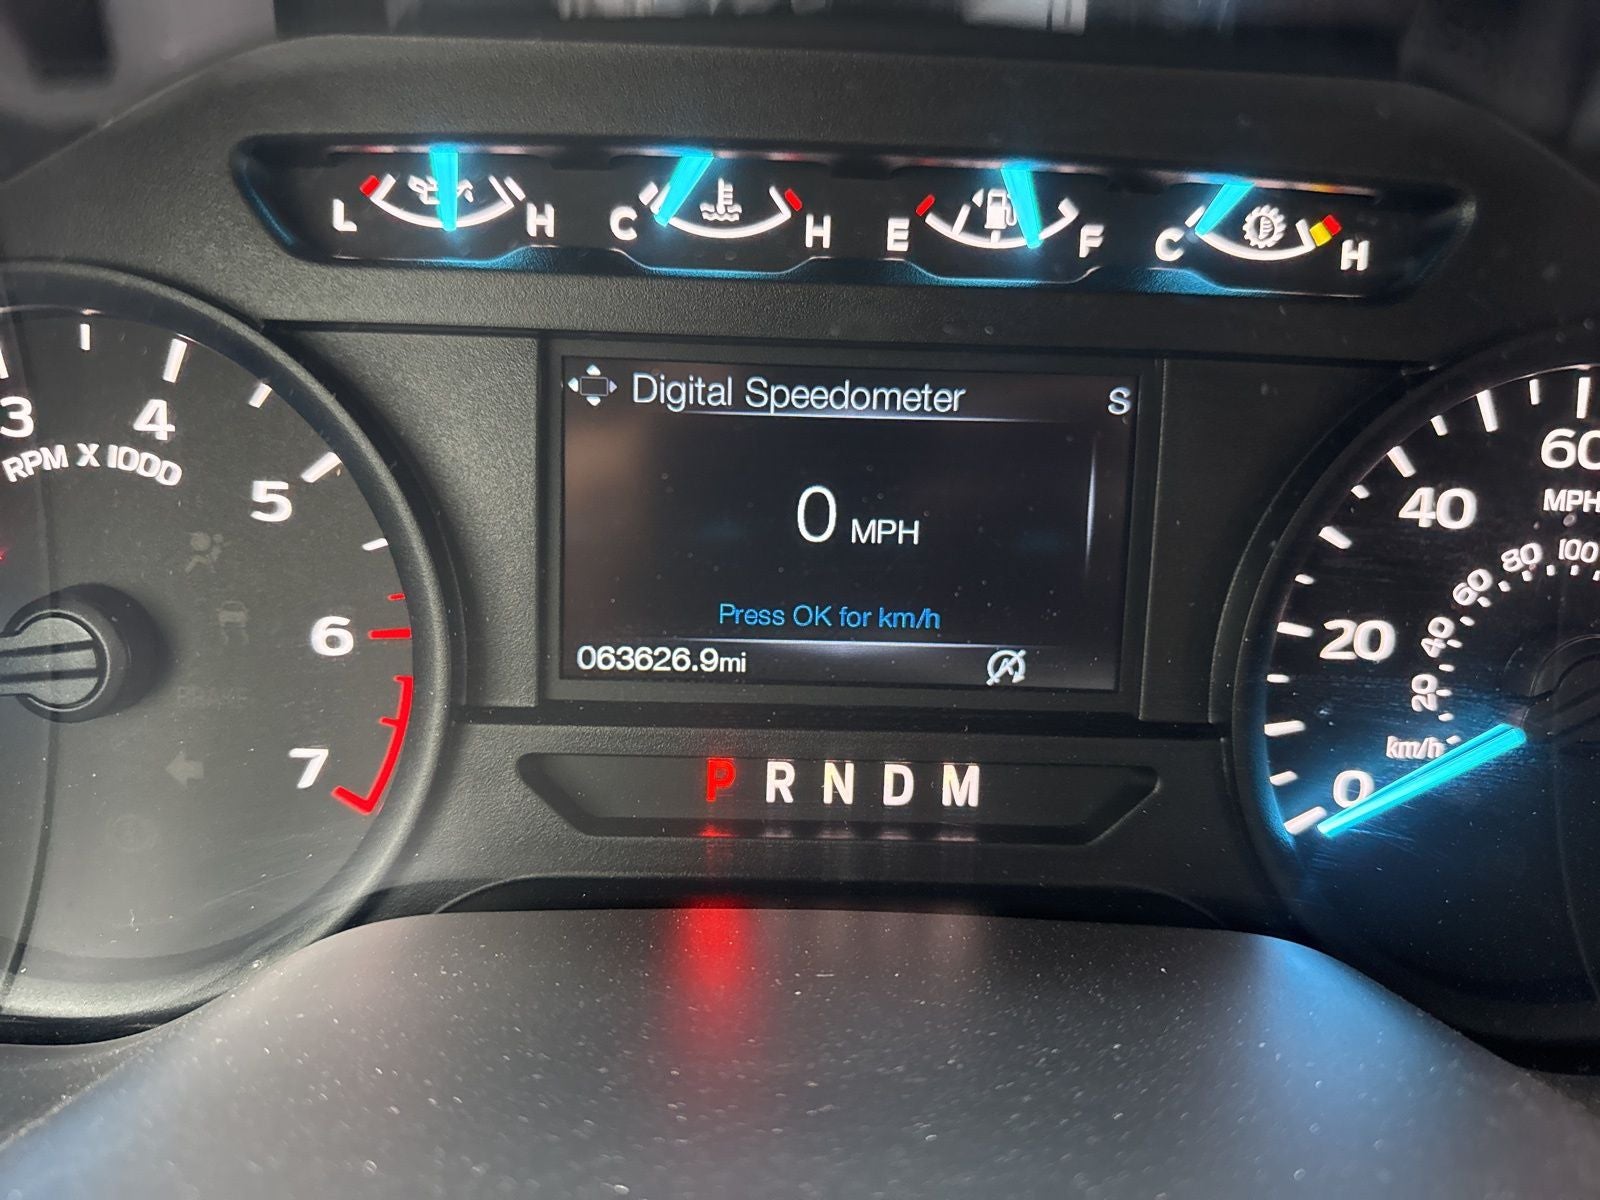 L H C H E F C H
Digital Speedometer S
0 MPH
Press OK for km/h
063626.9mi
P R N D M
3 4 5 6 7
RPM X 1000
0 20 40 60
MPH
20 40 60 80 100
km/h